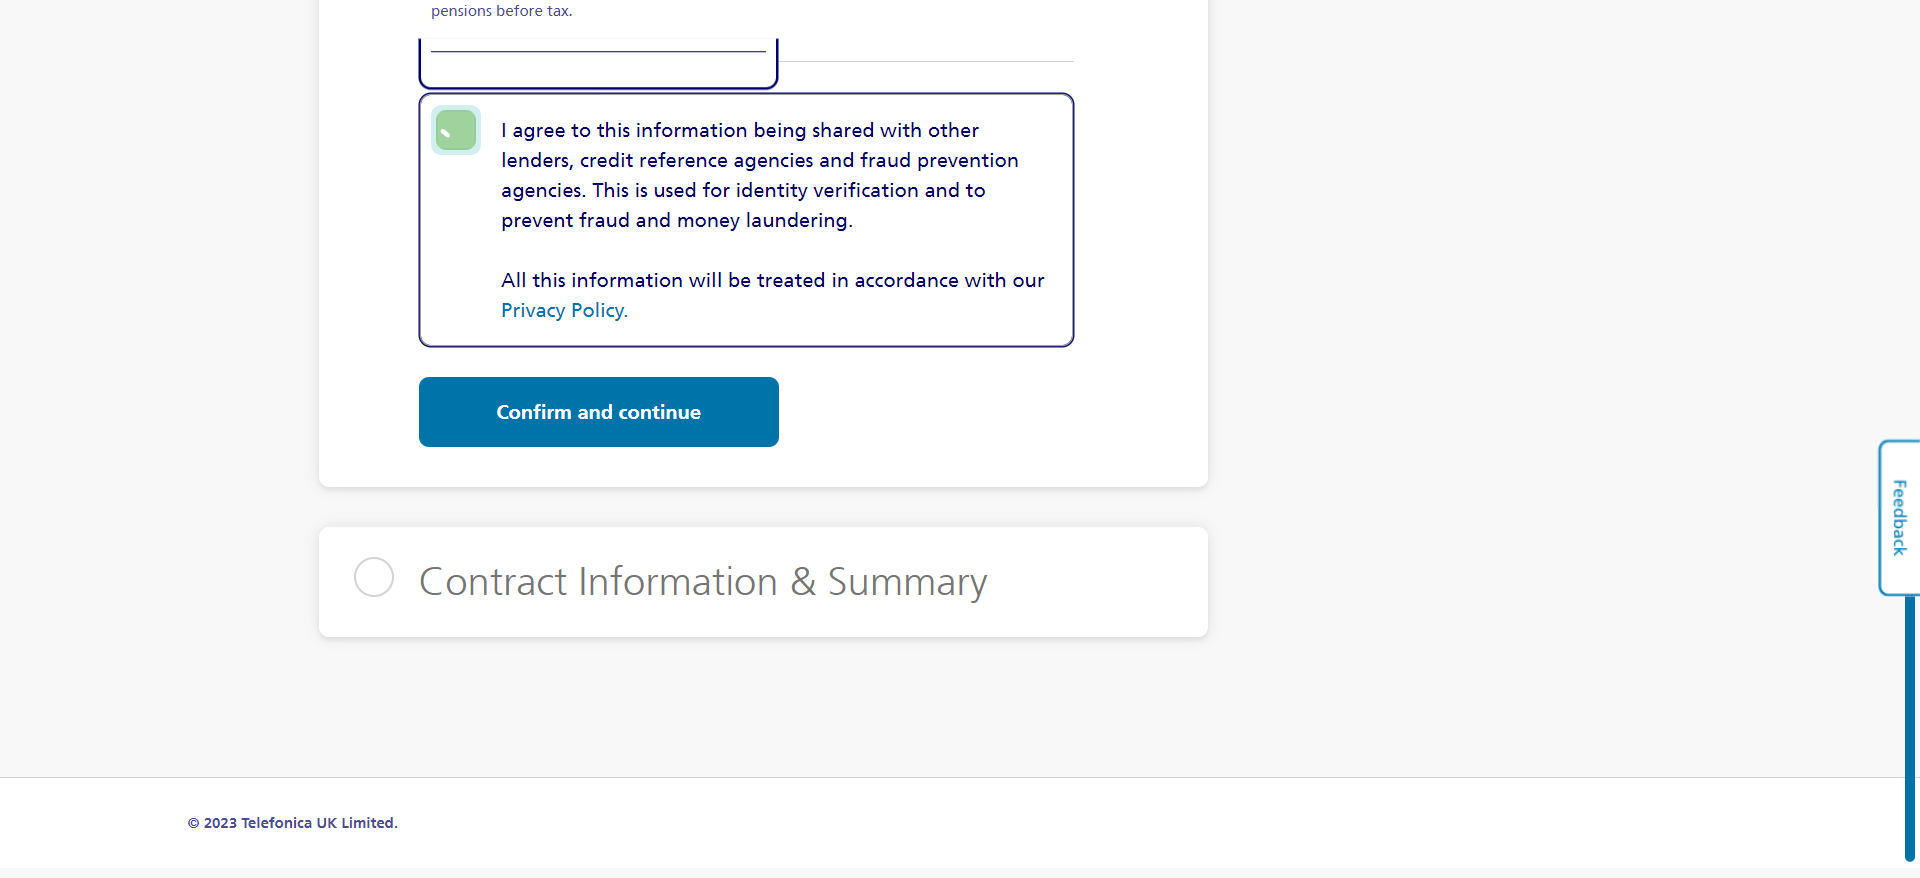 pensions before tax.
I agree to this information being shared with other
lenders, credit reference agencies and fraud prevention
agencies. This is used for identity verification and to
prevent fraud and money laundering.
All this information will be treated in accordance with our
Privacy Policy.
Confirm and continue
Feedback
Contract Information & Summary
© 2023 Telefonica UK Limited.